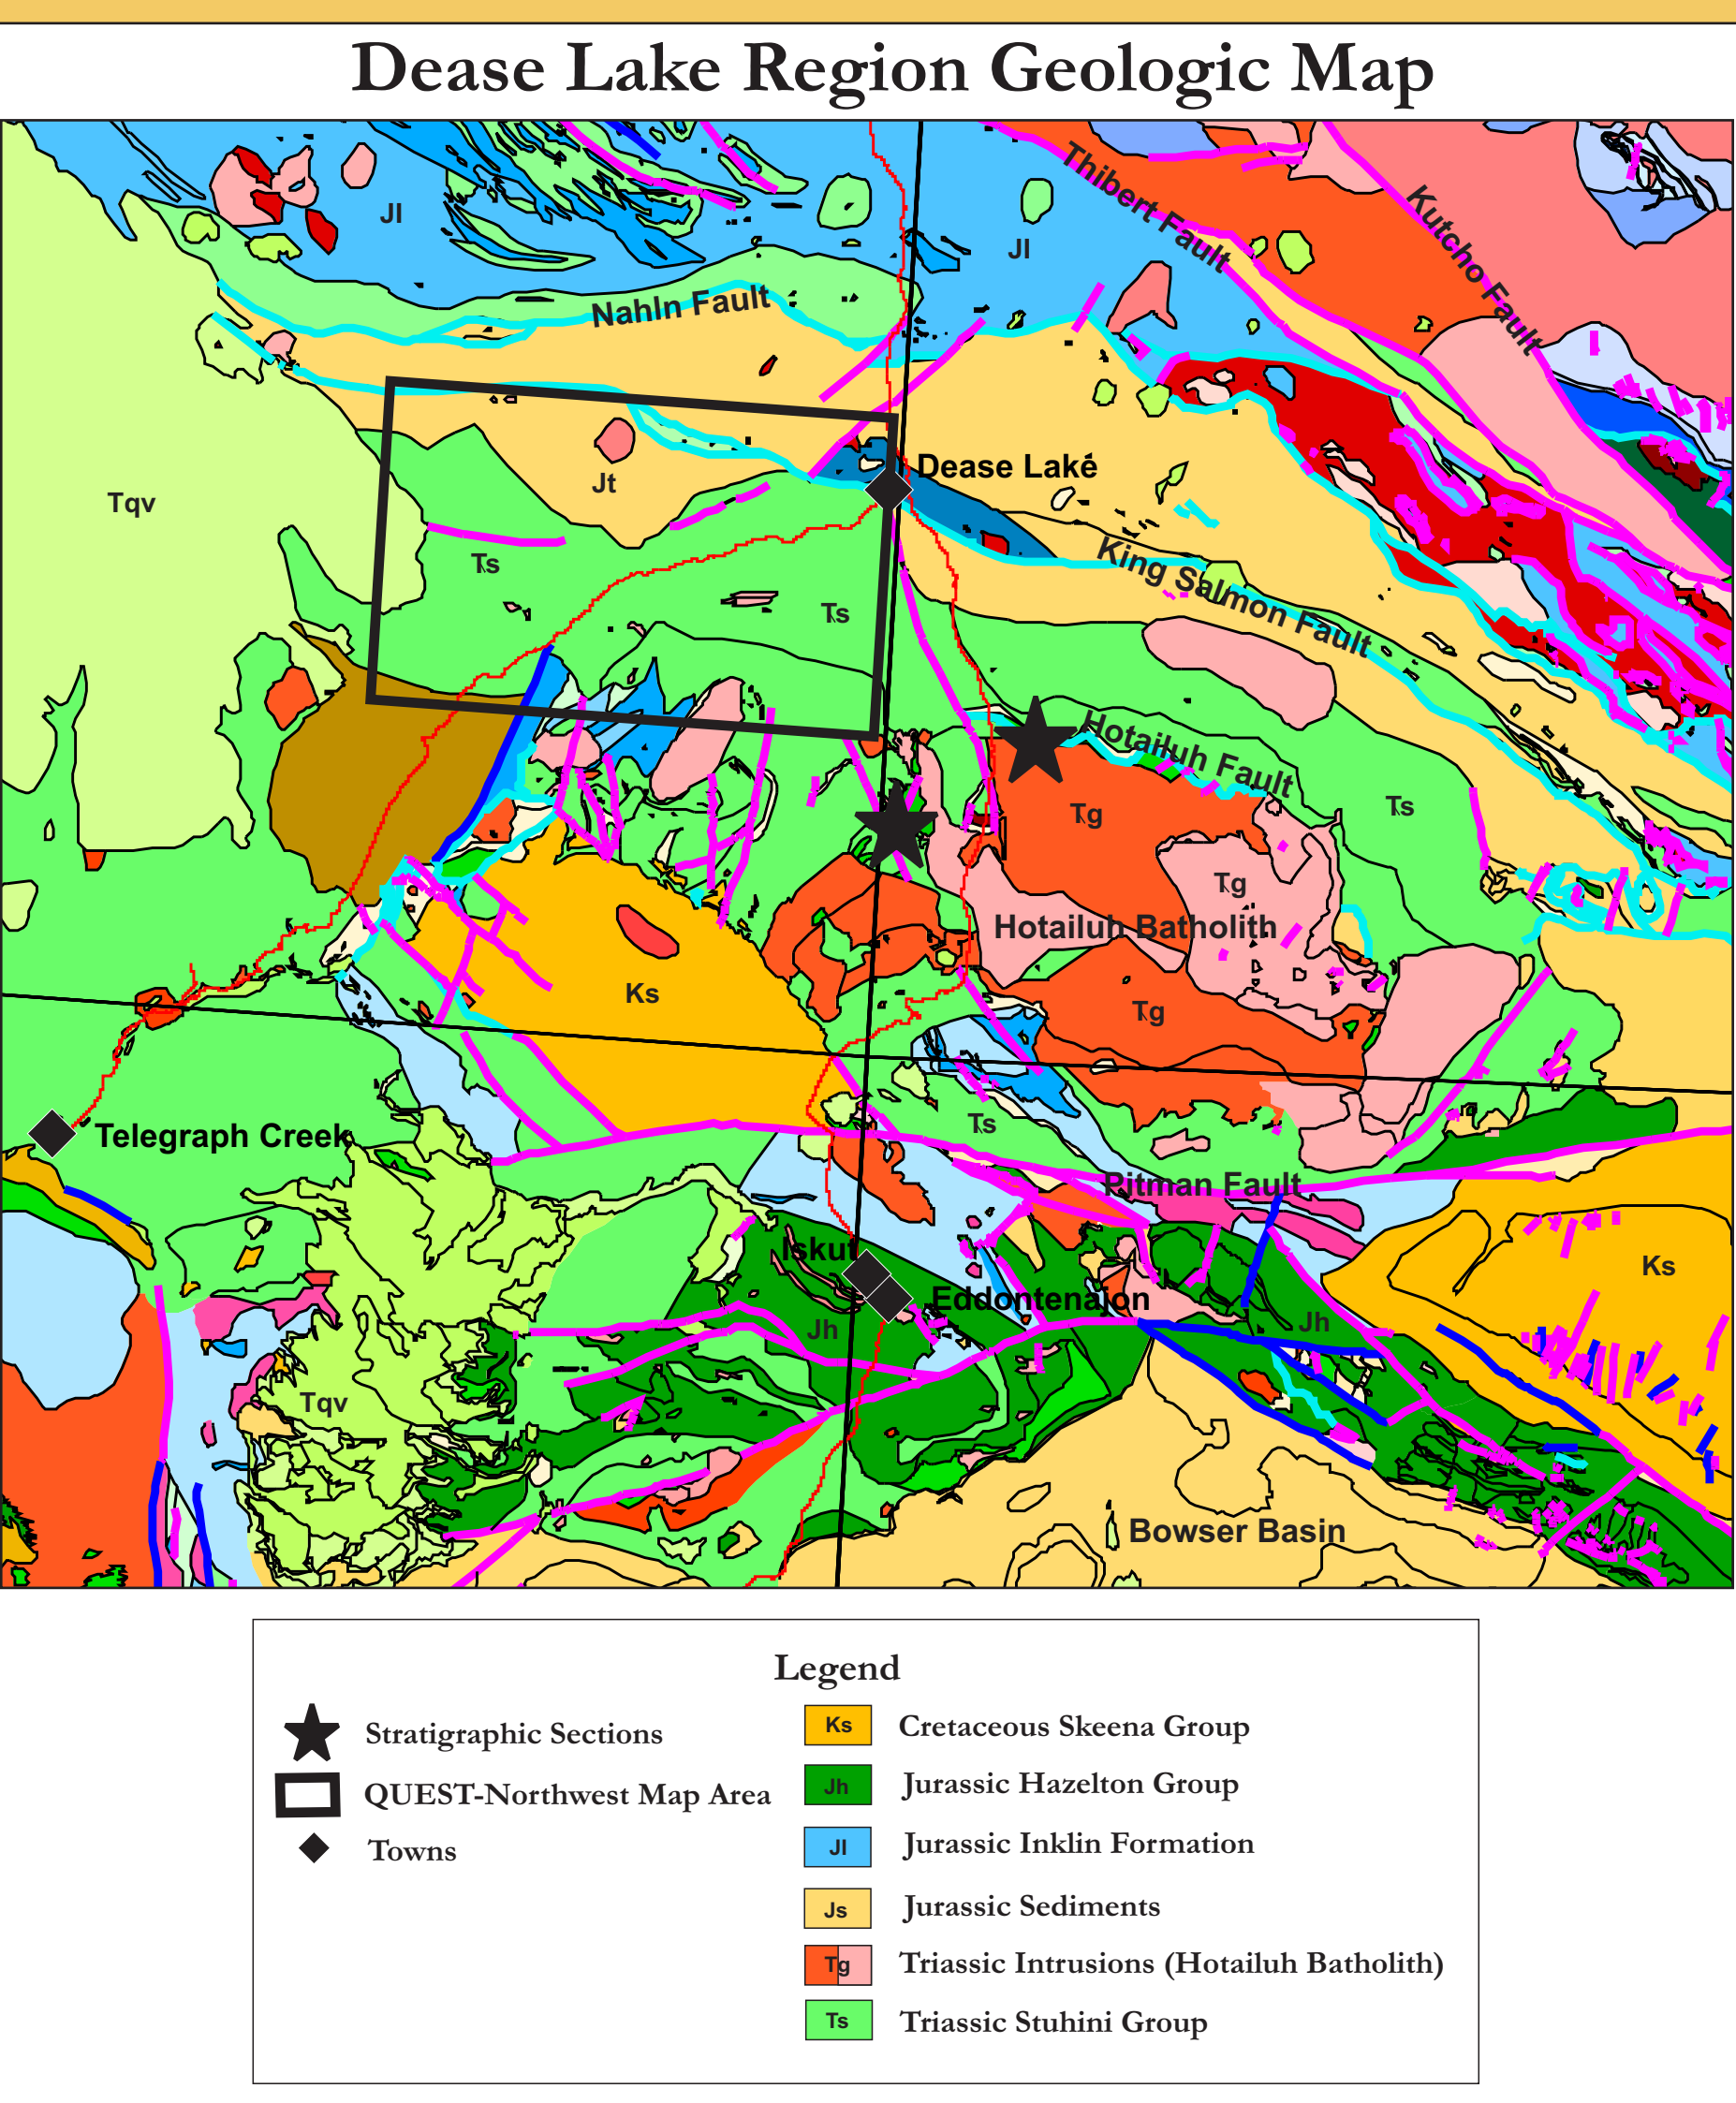 Dease Lake Region Geologic Map
Thibert Fault
Kutcho Fault
Jl
Jl
Nahln Fault
Dease Lake
Jt
Tqv
King Salmon Fault
Ts
Ts
Hotailuh Fault
Ts
Tg
Tg
Hotailuh Batholith
Ks
Tg
Ts
Telegraph Creek
Pitman Fault
Iskut
Ks
Eddontenajon
Jh
Jh
Tqv
Bowser Basin
Legend
Stratigraphic Sections
QUEST-Northwest Map Area
Towns
Ks Cretaceous Skeena Group
Jh Jurassic Hazelton Group
Jl Jurassic Inklin Formation
Js Jurassic Sediments
Tg Triassic Intrusions (Hotailuh Batholith)
Ts Triassic Stuhini Group